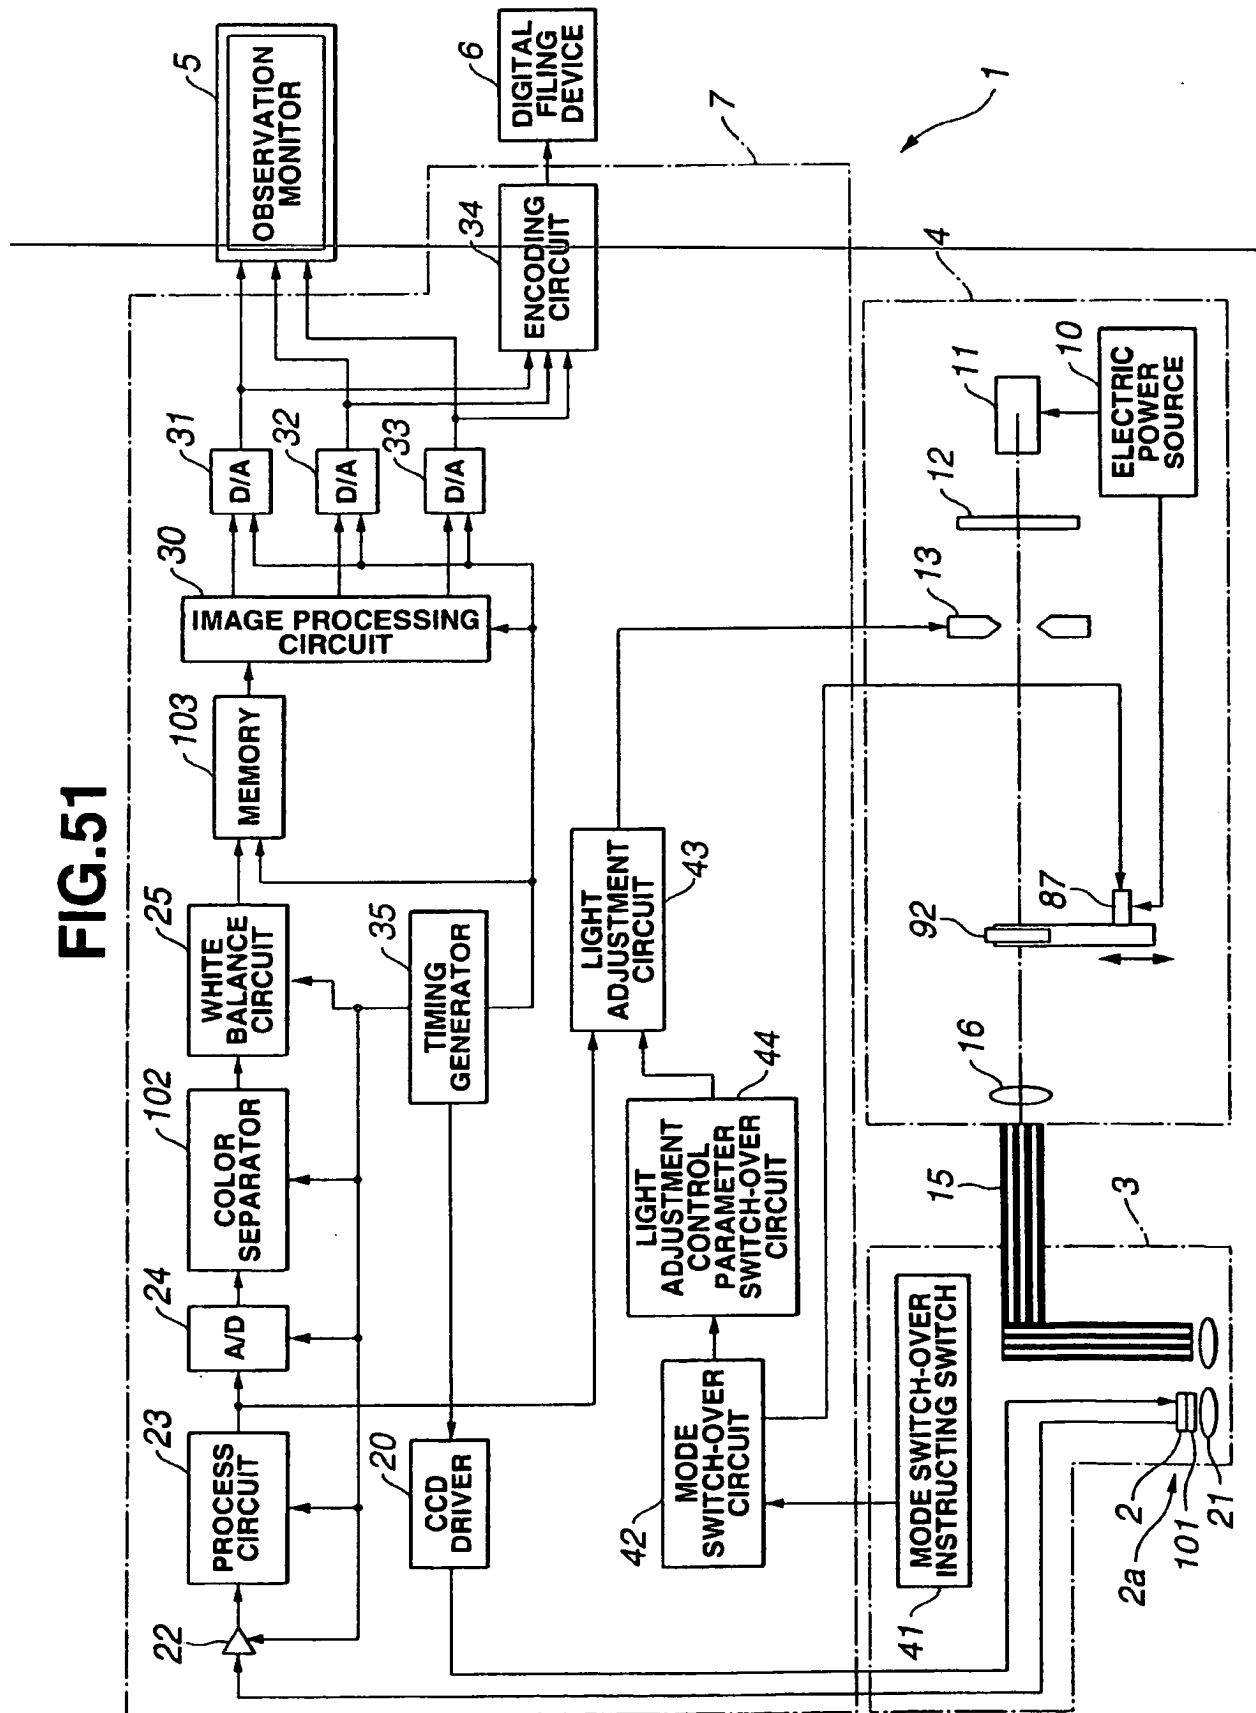 FIG.51
5
OBSERVATION
MONITOR
6
DIGITAL
FILING
DEVICE
1
7
31
D/A
32
D/A
33
D/A
34
ENCODING
CIRCUIT
30
IMAGE PROCESSING
CIRCUIT
103
MEMORY
25
WHITE
BALANCE
CIRCUIT
102
COLOR
SEPARATOR
24
A/D
23
PROCESS
CIRCUIT
22
35
TIMING
GENERATOR
20
CCD
DRIVER
LIGHT
ADJUSTMENT
CIRCUIT
43
LIGHT
ADJUSTMENT
CONTROL
PARAMETER
SWITCH-OVER
CIRCUIT
44
42
MODE
SWITCH-OVER
CIRCUIT
MODE SWITCH-OVER
INSTRUCTING SWITCH
41
4
11
10
ELECTRIC
POWER
SOURCE
12
13
87
92
16
15
3
2
2a
101
21